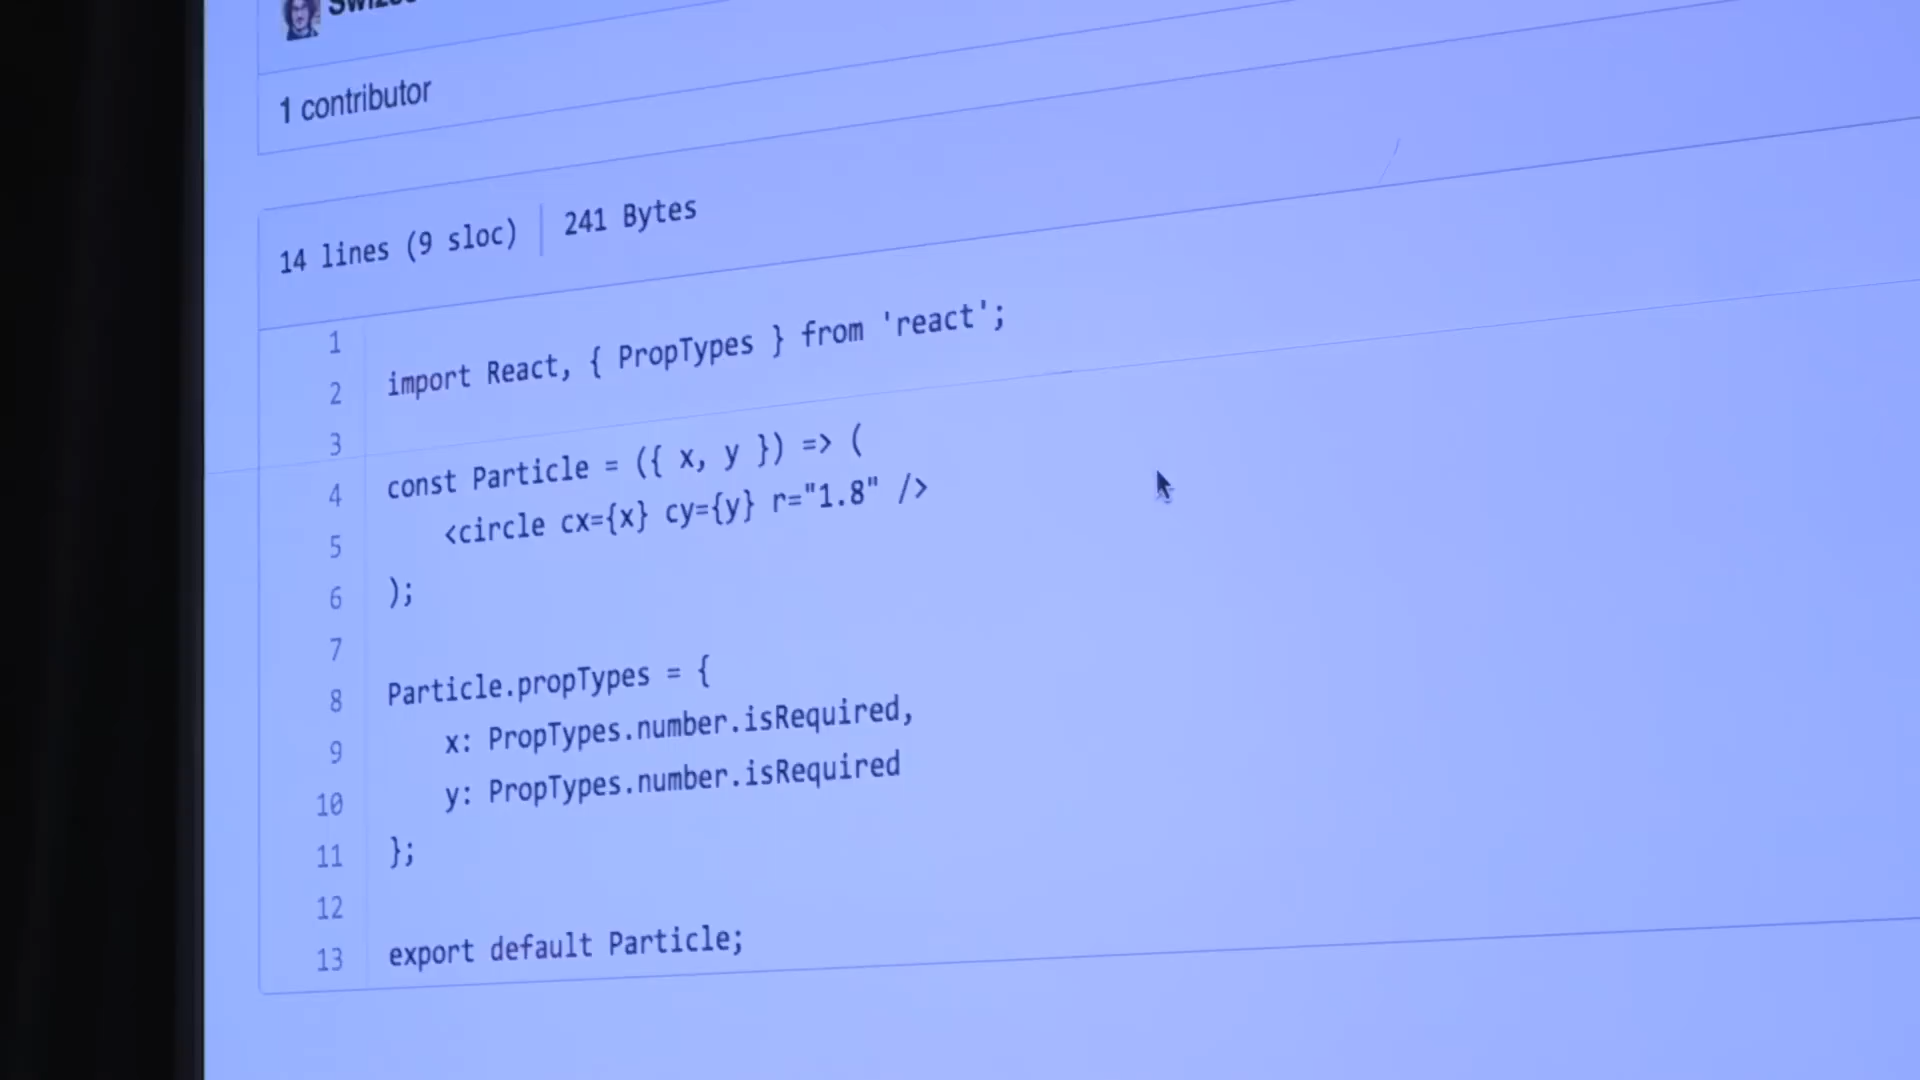 1 contributor
14 lines (9 sloc) 241 Bytes
1
2 import React, { PropTypes } from 'react';
3
4 const Particle = ({ x, y }) => (
5 <circle cx={x} cy={y} r="1.8" />
6 );
7
8 Particle.propTypes = {
9 x: PropTypes.number.isRequired,
10 y: PropTypes.number.isRequired
11 };
12
13 export default Particle;